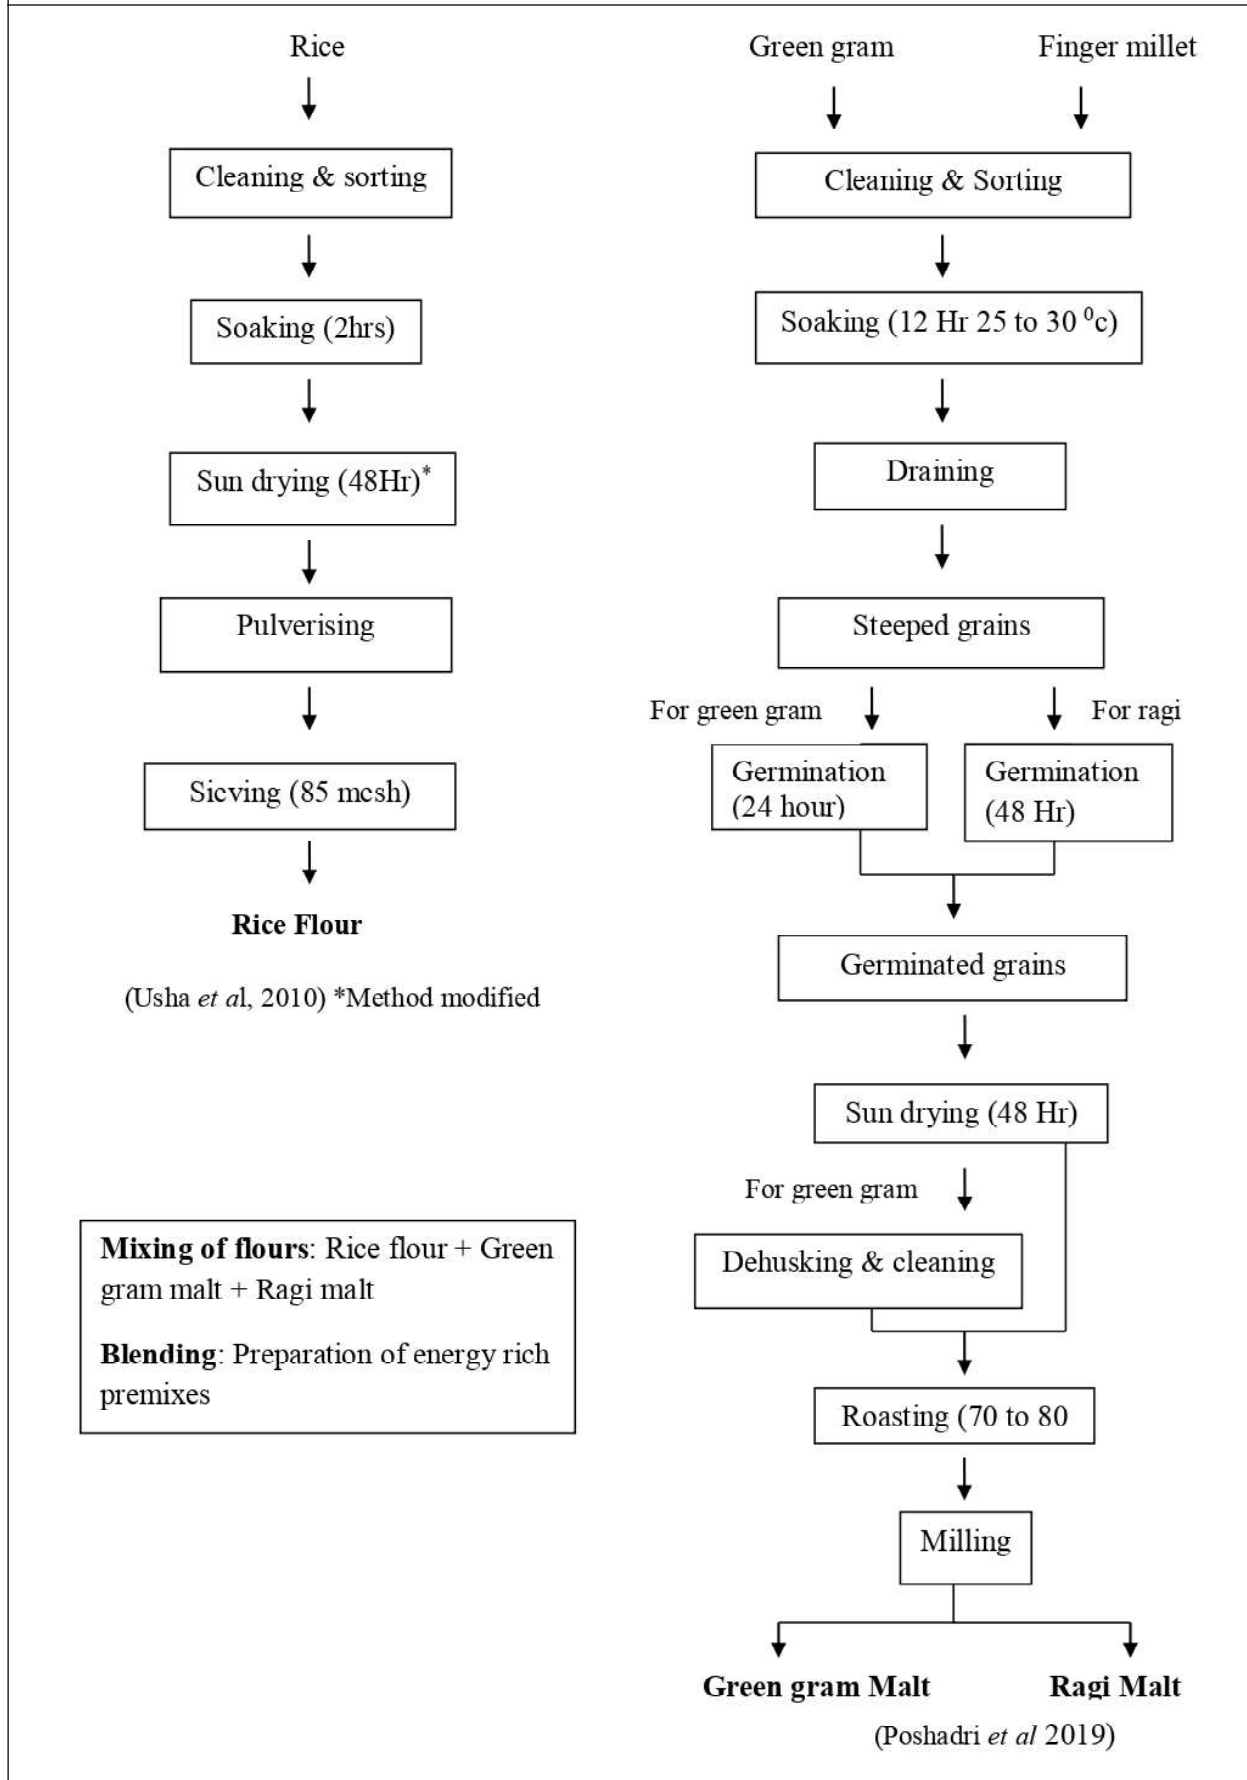 Rice
Cleaning & sorting
Soaking (2hrs)
Sun drying (48Hr)*
Pulverising
Sieving (85 mesh)
Rice Flour
(Usha et al, 2010) *Method modified
Mixing of flours: Rice flour + Green
gram malt + Ragi malt
Blending: Preparation of energy rich
premixes
Green gram
Finger millet
Cleaning & Sorting
Soaking (12 Hr 25 to 30 ⁰c)
Draining
Steeped grains
For green gram
For ragi
Germination
(24 hour)
Germination
(48 Hr)
Germinated grains
Sun drying (48 Hr)
For green gram
Dehusking & cleaning
Roasting (70 to 80
Milling
Green gram Malt
Ragi Malt
(Poshadri et al 2019)